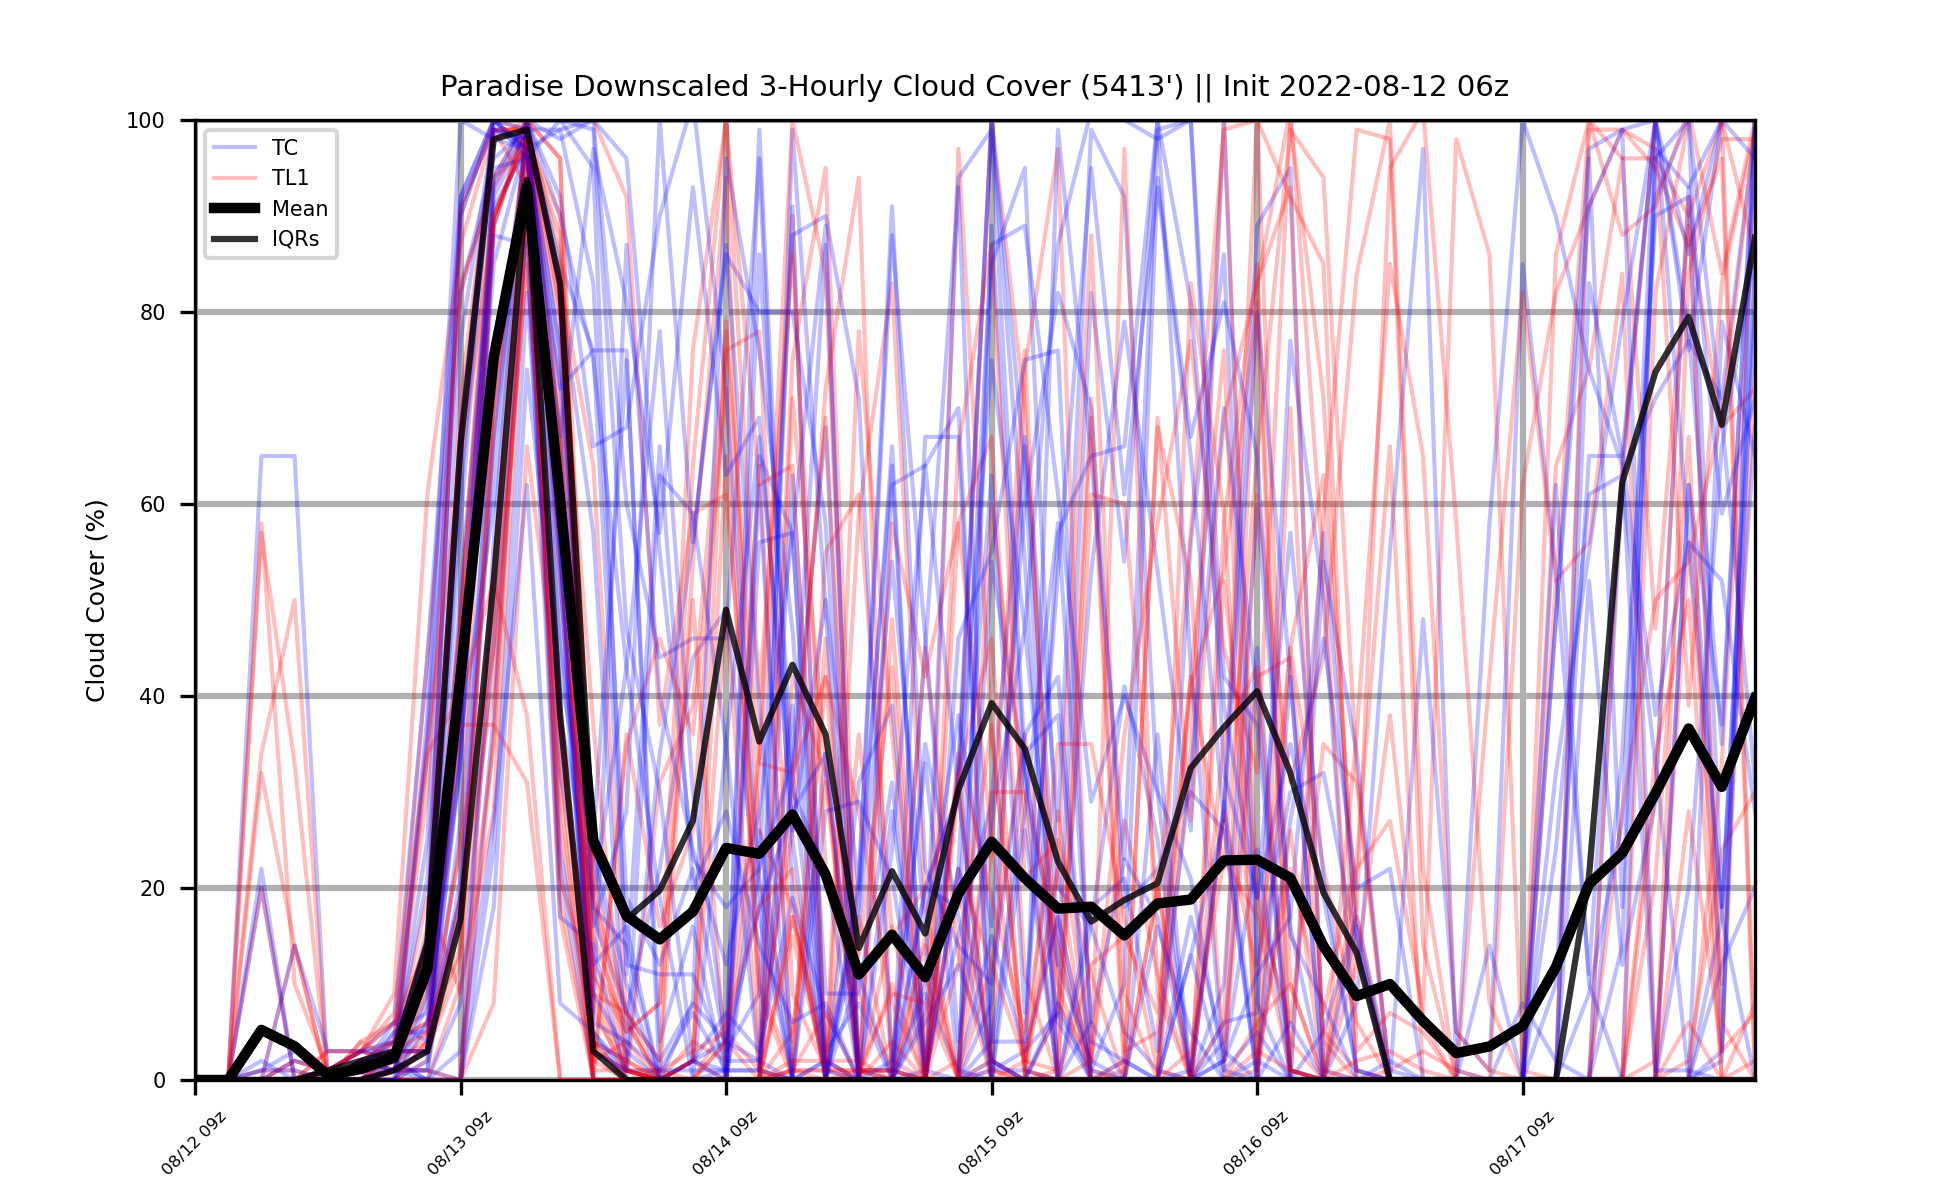 Paradise Downscaled 3-Hourly Cloud Cover (5413') || Init 2022-08-12 06z
Cloud Cover (%)
100
80
60
40
20
0
TC
TL1
Mean
IQRs
08/12 09z
08/13 09z
08/14 09z
08/15 09z
08/16 09z
08/17 09z